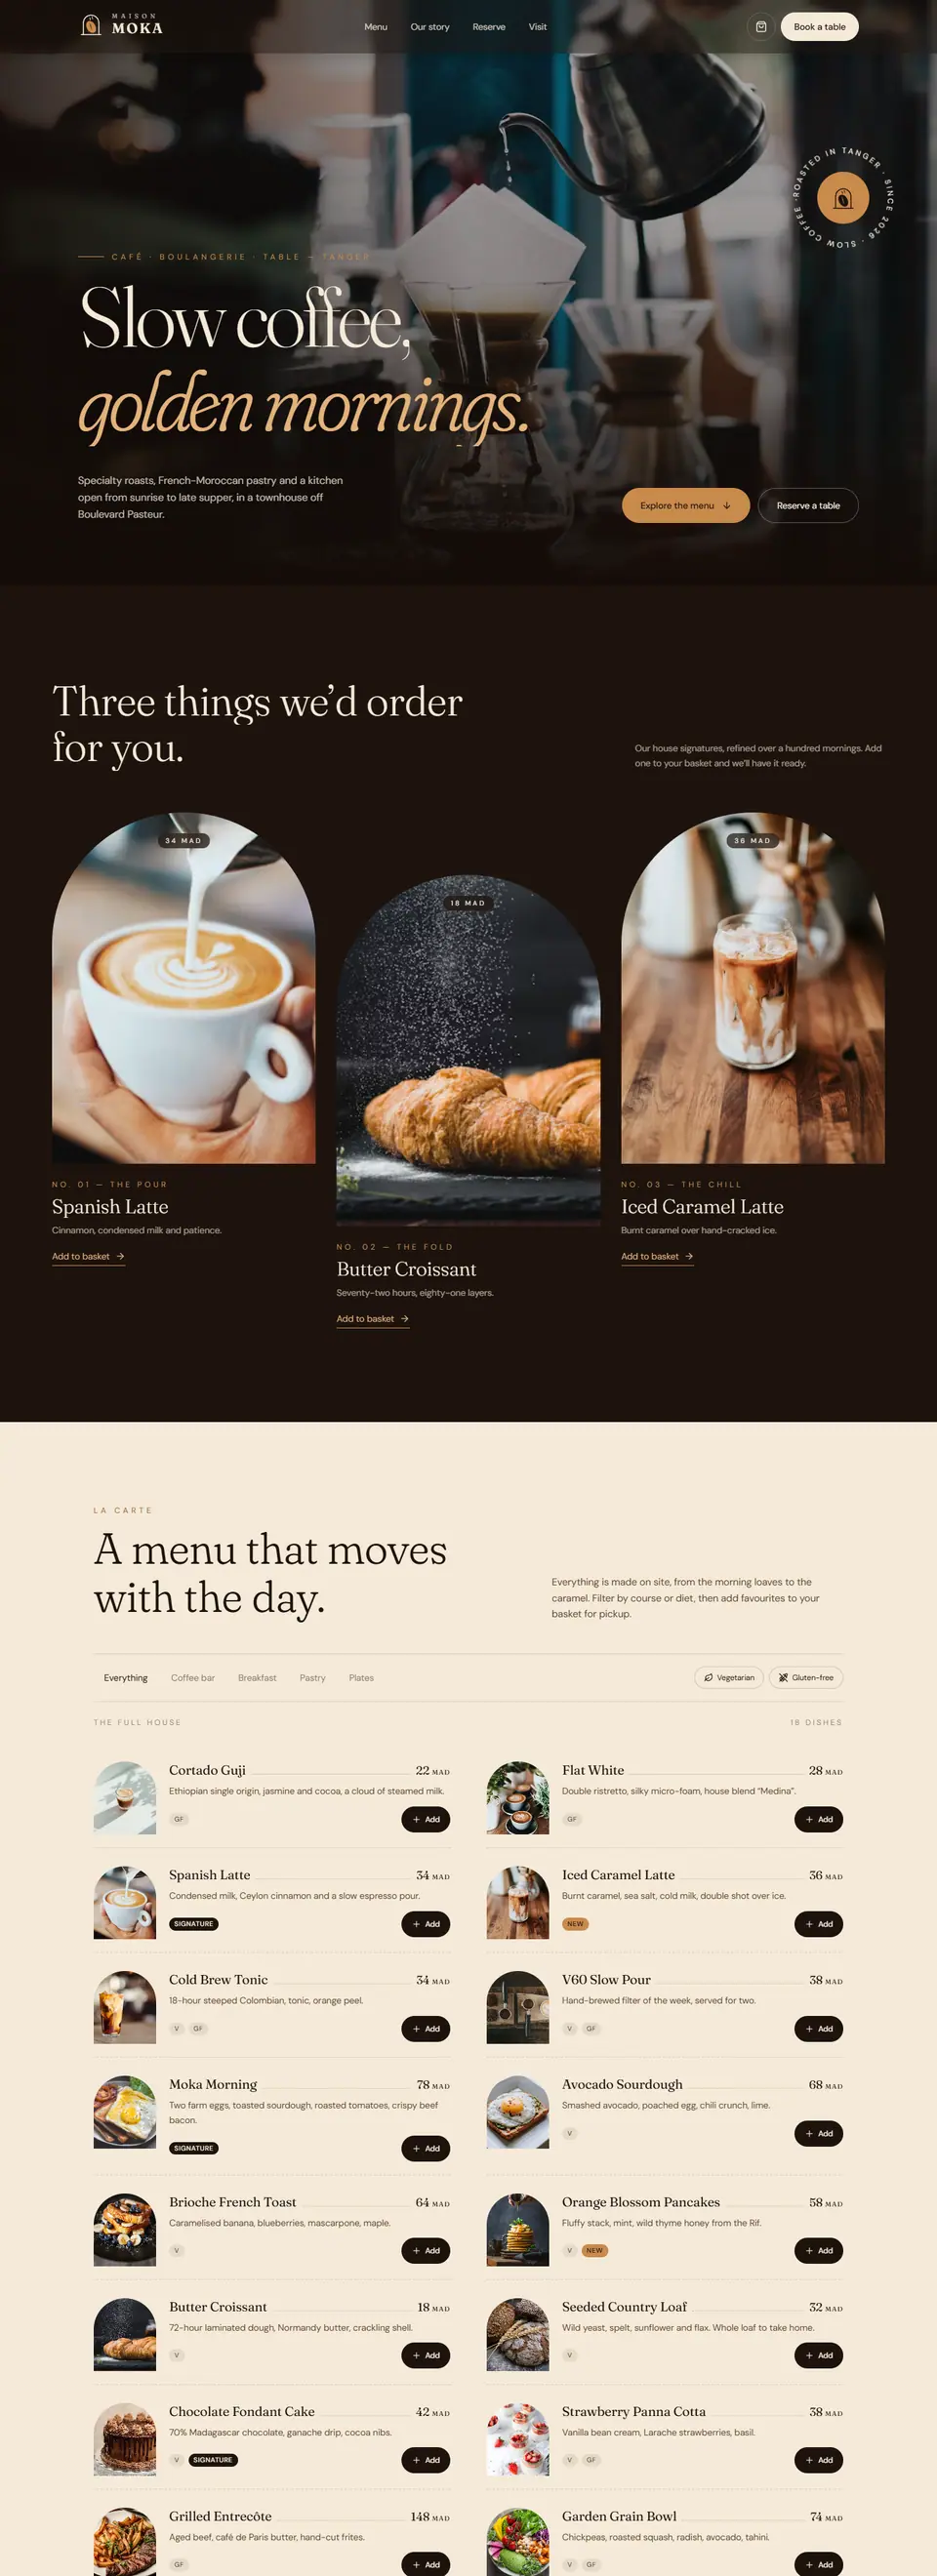 MAISON
MOKA
Menu
Our story
Reserve
Visit
Book a table
ROASTED IN TANGER · SINCE 2026 · SLOW COFFEE ·
CAFÉ · BOULANGERIE · TABLE — TANGER
Slow coffee,
golden mornings.
Specialty roasts, French-Moroccan pastry and a kitchen
open from sunrise to late supper, in a townhouse off
Boulevard Pasteur.
Explore the menu
Reserve a table
Three things we'd order
for you.
Our house signatures, refined over a hundred mornings. Add
one to your basket and we'll have it ready.
34 MAD
18 MAD
36 MAD
NO. 01 — THE POUR
Spanish Latte
Cinnamon, condensed milk and patience.
Add to basket
NO. 02 — THE FOLD
Butter Croissant
Seventy-two hours, eighty-one layers.
Add to basket
NO. 03 — THE CHILL
Iced Caramel Latte
Burnt caramel over hand-cracked ice.
Add to basket
LA CARTE
A menu that moves
with the day.
Everything is made on site, from the morning loaves to the
caramel. Filter by course or diet, then add favourites to your
basket for pickup.
Everything
Coffee bar
Breakfast
Pastry
Plates
Vegetarian
Gluten-free
THE FULL HOUSE
18 DISHES
Cortado Guji 22 MAD
Ethiopian single origin, jasmine and cocoa, a cloud of steamed milk.
GF
+ Add
Flat White 28 MAD
Double ristretto, silky micro-foam, house blend “Medina”.
GF
+ Add
Spanish Latte 34 MAD
Condensed milk, Ceylon cinnamon and a slow espresso pour.
SIGNATURE
+ Add
Iced Caramel Latte 36 MAD
Burnt caramel, sea salt, cold milk, double shot over ice.
NEW
+ Add
Cold Brew Tonic 34 MAD
18-hour steeped Colombian, tonic, orange peel.
V GF
+ Add
V60 Slow Pour 38 MAD
Hand-brewed filter of the week, served for two.
V GF
+ Add
Moka Morning 78 MAD
Two farm eggs, toasted sourdough, roasted tomatoes, crispy beef
bacon.
SIGNATURE
+ Add
Avocado Sourdough 68 MAD
Smashed avocado, poached egg, chili crunch, lime.
V
+ Add
Brioche French Toast 64 MAD
Caramelised banana, blueberries, mascarpone, maple.
V
+ Add
Orange Blossom Pancakes 58 MAD
Fluffy stack, mint, wild thyme honey from the Rif.
V NEW
+ Add
Butter Croissant 18 MAD
72-hour laminated dough, Normandy butter, crackling shell.
V
+ Add
Seeded Country Loaf 32 MAD
Wild yeast, spelt, sunflower and flax. Whole loaf to take home.
V
+ Add
Chocolate Fondant Cake 42 MAD
70% Madagascar chocolate, ganache drip, cocoa nibs.
V SIGNATURE
+ Add
Strawberry Panna Cotta 38 MAD
Vanilla bean cream, Larache strawberries, basil.
V GF
+ Add
Grilled Entrecôte 148 MAD
Aged beef, café de Paris butter, hand-cut frites.
GF
+ Add
Garden Grain Bowl 74 MAD
Chickpeas, roasted squash, radish, avocado, tahini.
V GF
+ Add